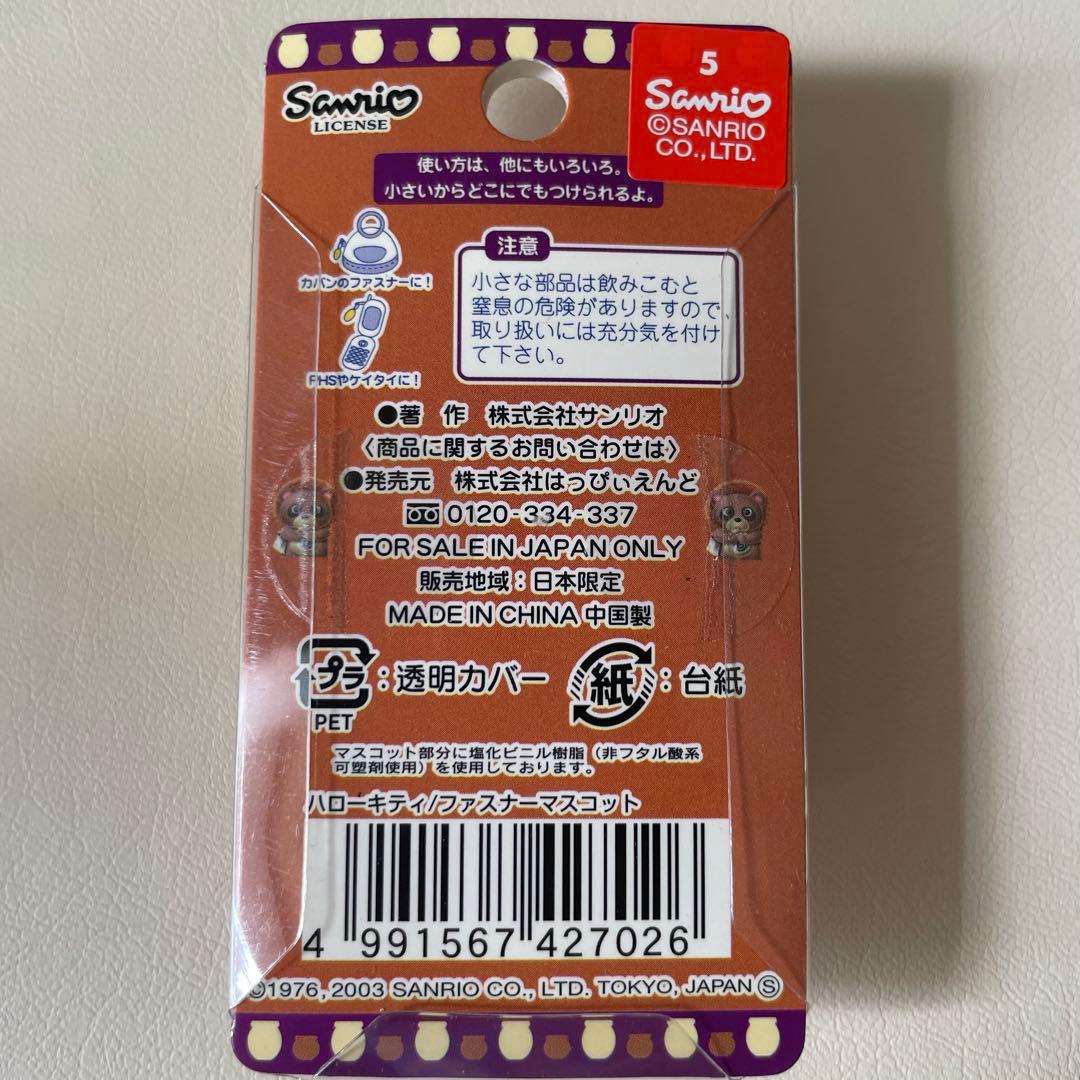 Sanrio
LICENSE
5
Sanrio
©SANRIO
CO.,LTD.
使い方は、他にもいろいろ。
小さいからどこにでもつけられるよ。
カバンのファスナーに!
PHSやケイタイに!
注意
小さな部品は飲みこむと
窒息の危険がありますので、
取り扱いには充分気を付け
て下さい。
●著 作 株式会社サンリオ
〈商品に関するお問い合わせは〉
●発売元 株式会社はっぴぃえんど
0120-334-337
FOR SALE IN JAPAN ONLY
販売地域:日本限定
MADE IN CHINA 中国製
プラ:透明カバー
PET
紙:台紙
マスコット部分に塩化ビニル樹脂(非フタル酸系
可塑剤使用)を使用しております。
ハローキティ/ファスナーマスコット
4 991567 427026
©1976, 2003 SANRIO CO., LTD. TOKYO, JAPAN Ⓢ